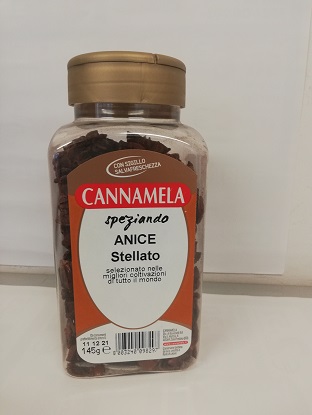 CON SIGILLO
SALVAFRESCHEZZA
CANNAMELA
speziando
ANICE
Stellato
selezionato nelle
migliori coltivazioni
di tutto il mondo
11 12 21
145g e